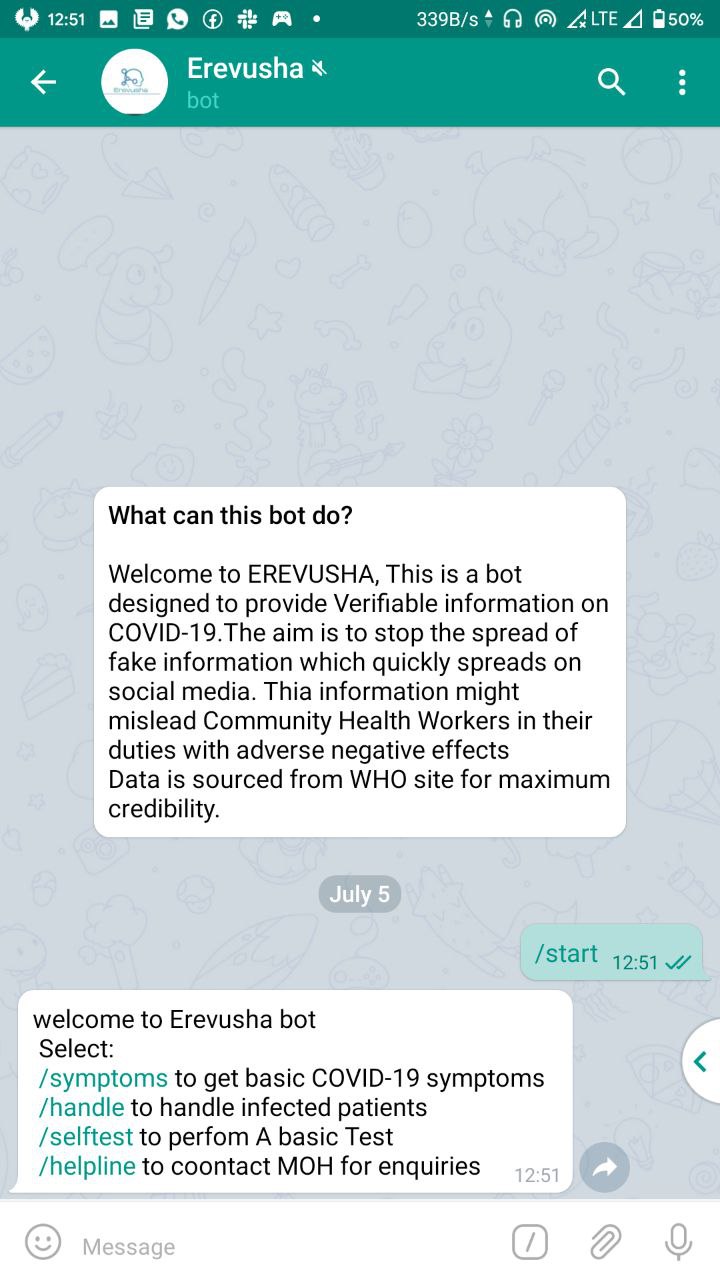 12:51 339B/s LTE 50%
Erevusha
bot
Erevusha
What can this bot do?
Welcome to EREVUSHA, This is a bot
designed to provide Verifiable information on
COVID-19.The aim is to stop the spread of
fake information which quickly spreads on
social media. Thia information might
mislead Community Health Workers in their
duties with adverse negative effects
Data is sourced from WHO site for maximum
credibility.
July 5
/start 12:51
welcome to Erevusha bot
Select:
/symptoms to get basic COVID-19 symptoms
/handle to handle infected patients
/selftest to perfom A basic Test
/helpline to coontact MOH for enquiries 12:51
Message